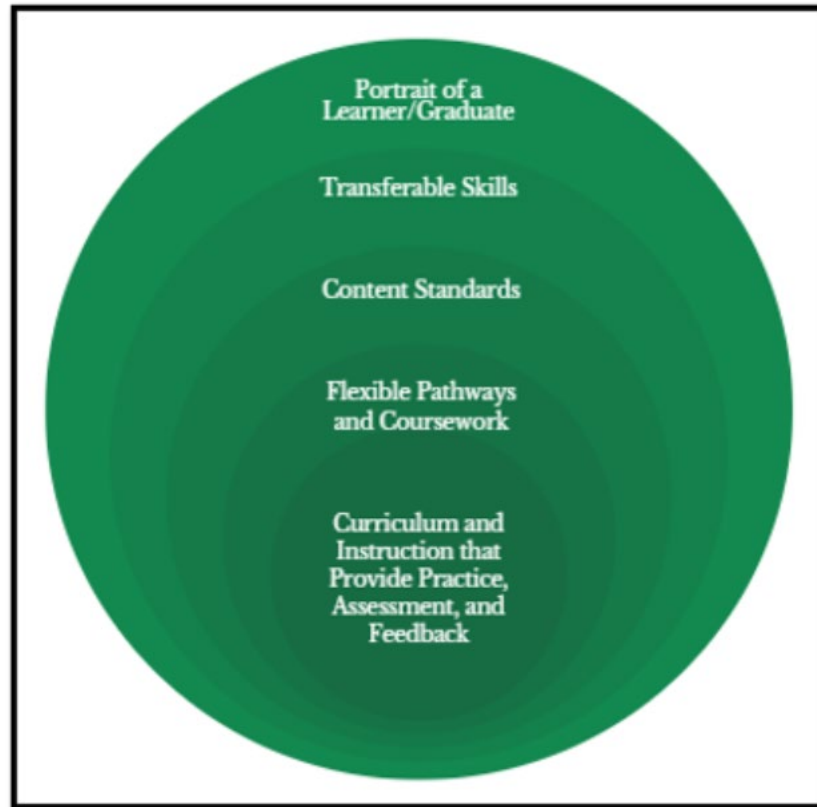 Portrait of a
Learner/Graduate
Transferable Skills
Content Standards
Flexible Pathways
and Coursework
Curriculum and
Instruction that
Provide Practice,
Assessment, and
Feedback